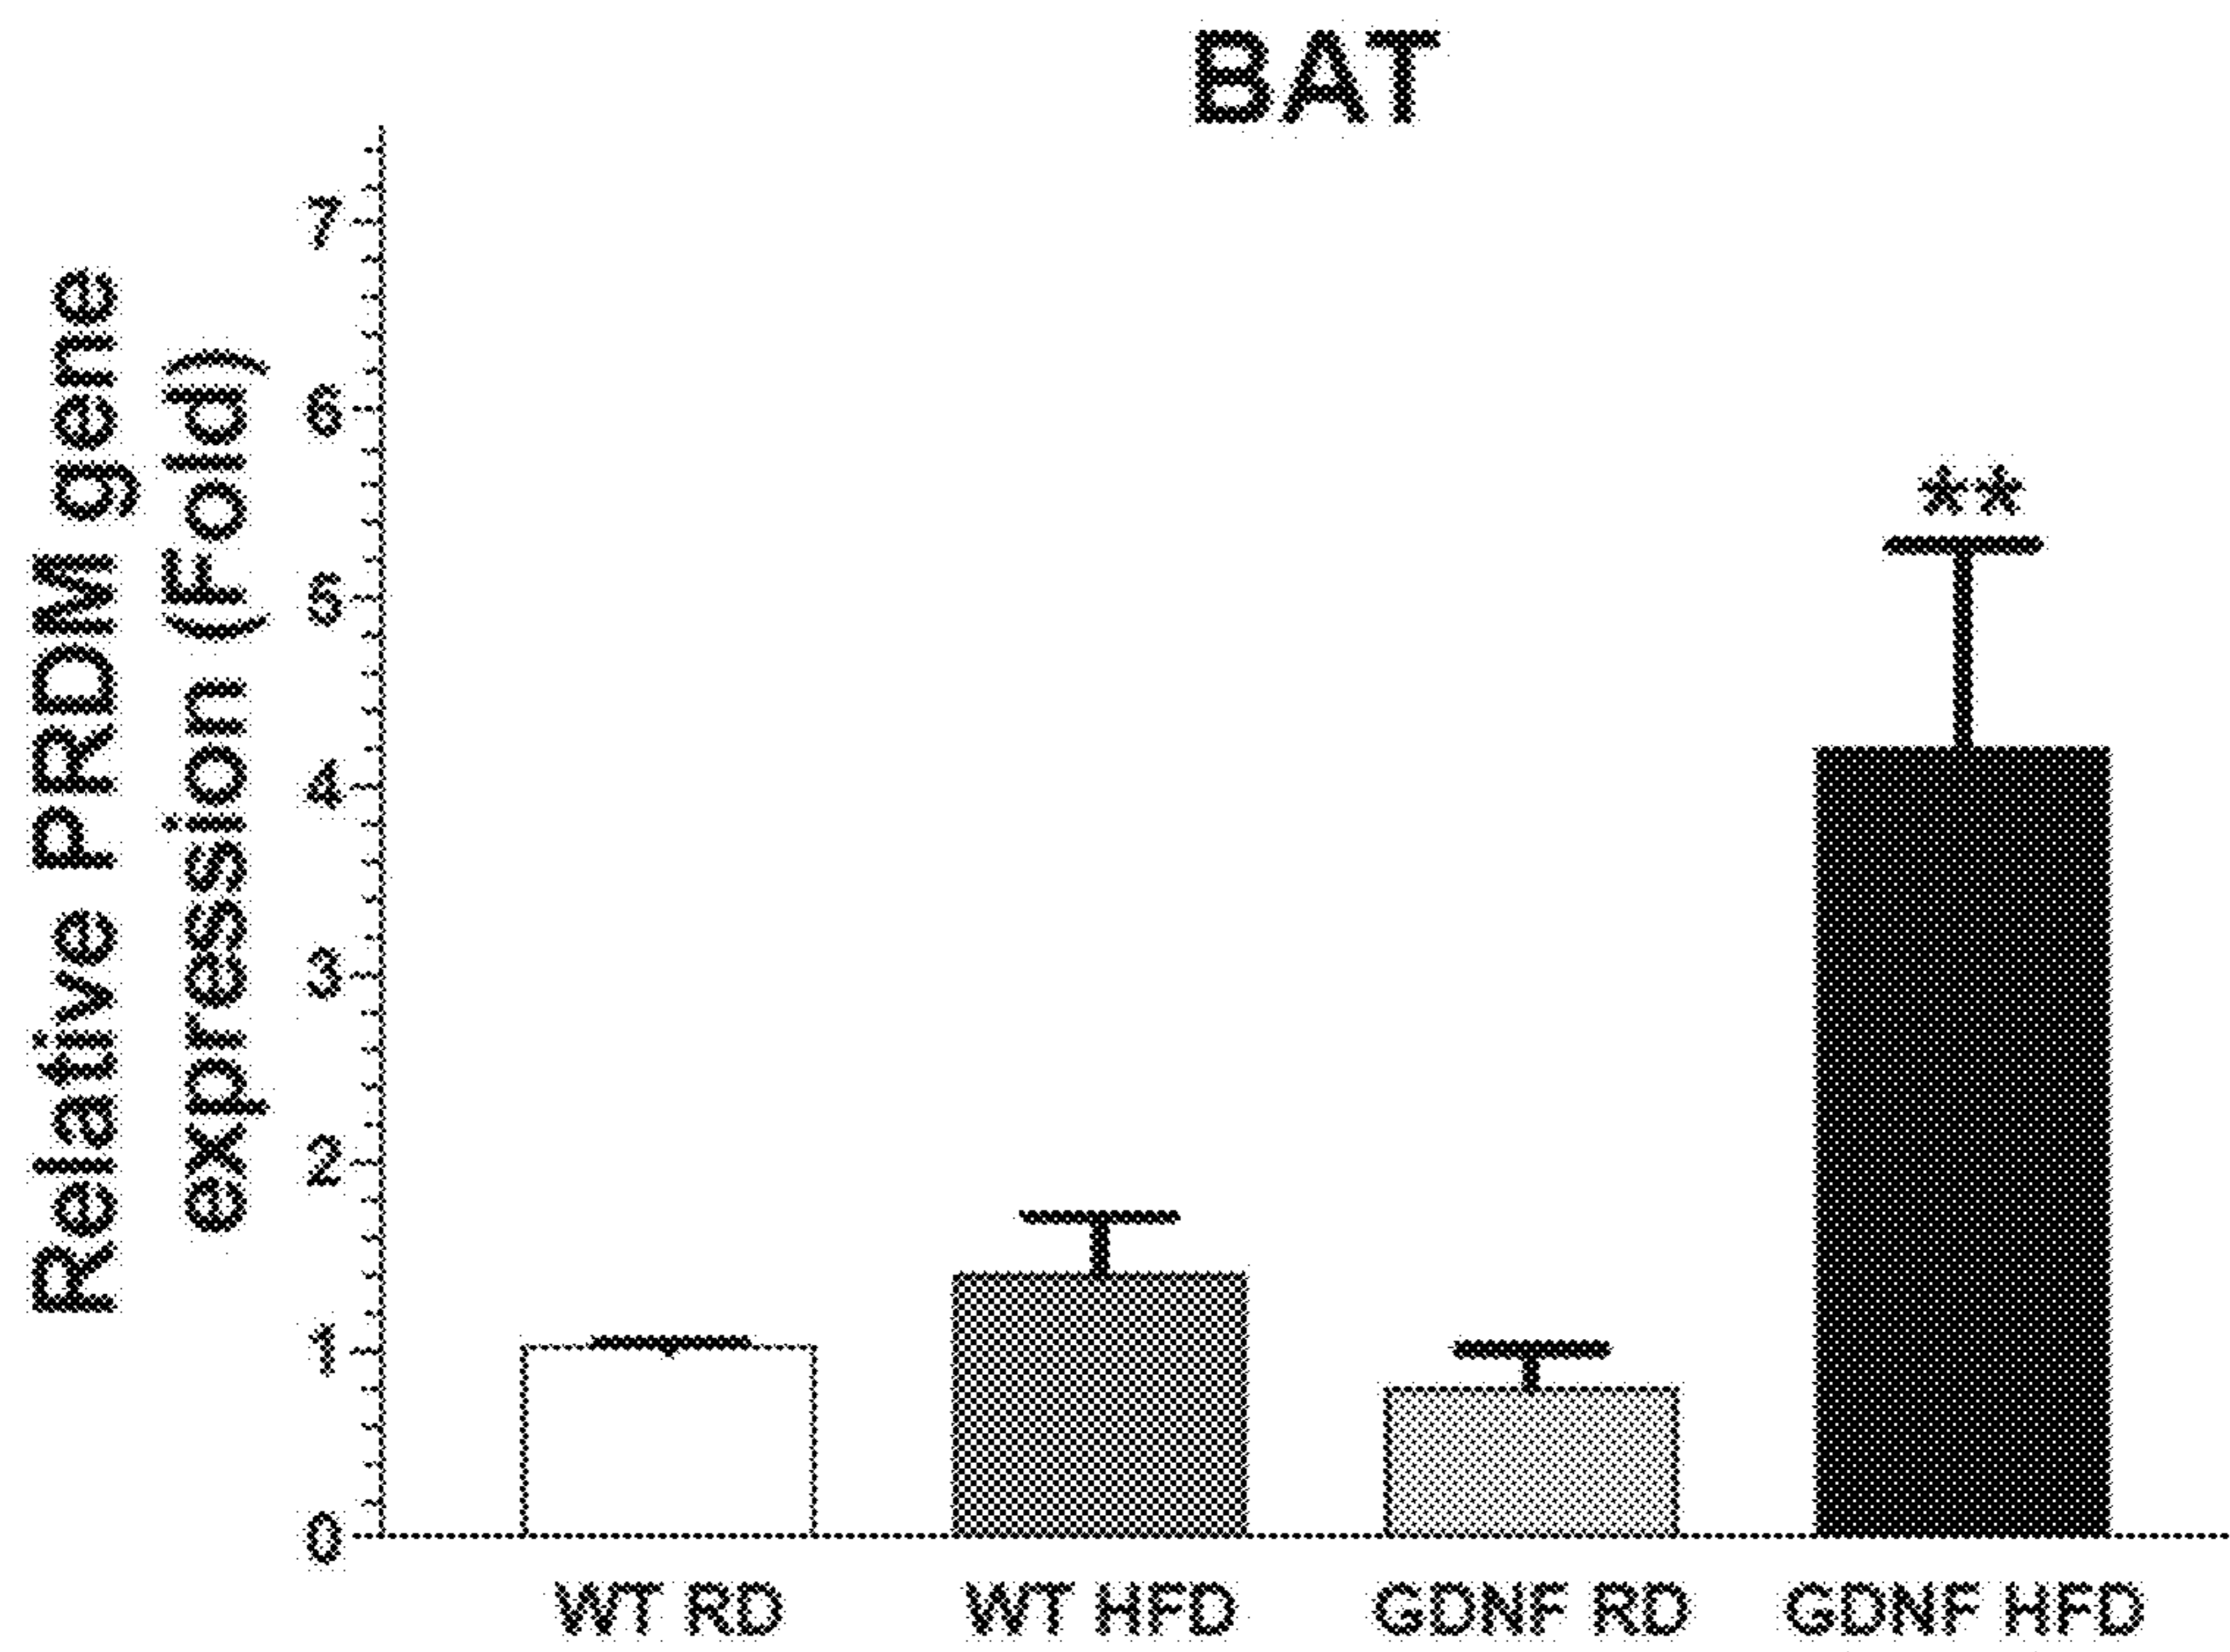 BAT
Relative PRDM gene
expression (Fold)
7
6
5
4
3
2
1
0
**
WT RD
WT HFD
GDNF RD
GDNF HFD